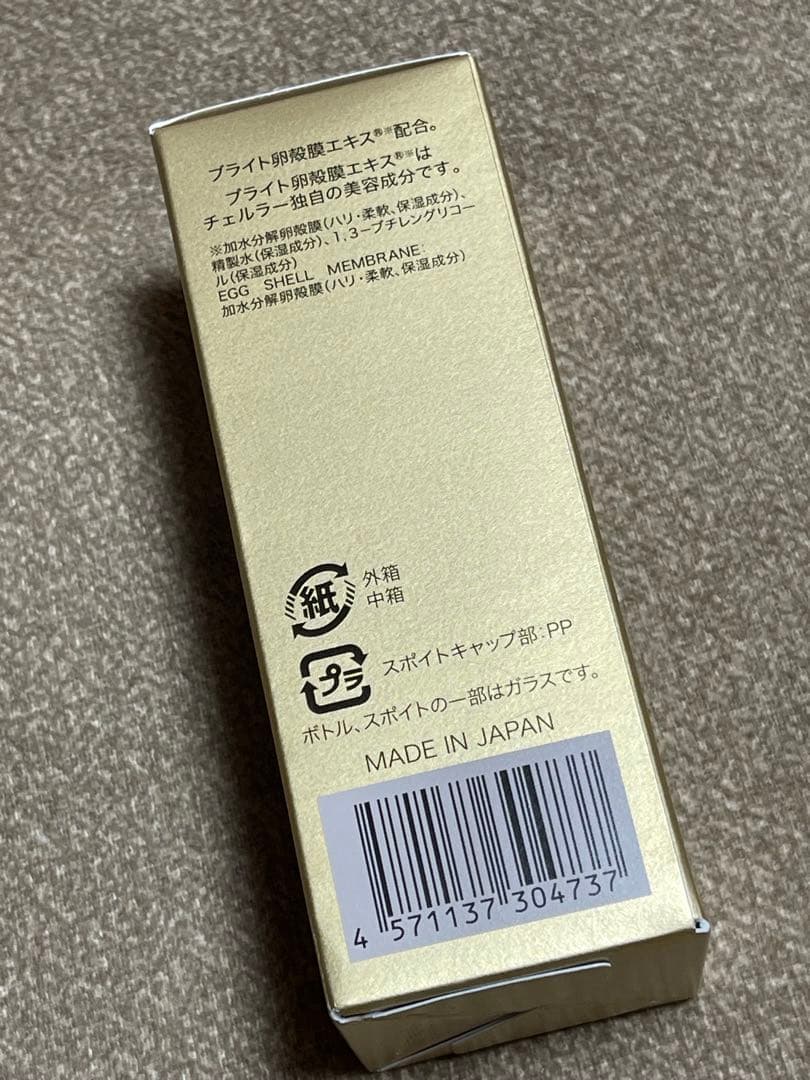 ブライト卵殻膜エキス®※配合。
ブライト卵殻膜エキス®※は
チェルラー独自の美容成分です。
※加水分解卵殻膜(ハリ・柔軟、保湿成分)、
精製水(保湿成分)、1,3ーブチレングリコー
ル(保湿成分)
EGG SHELL MEMBRANE:
加水分解卵殻膜(ハリ・柔軟、保湿成分)
紙 外箱
中箱
プラ スポイトキャップ部:PP
ボトル、スポイトの一部はガラスです。
MADE IN JAPAN
4 571137 304737